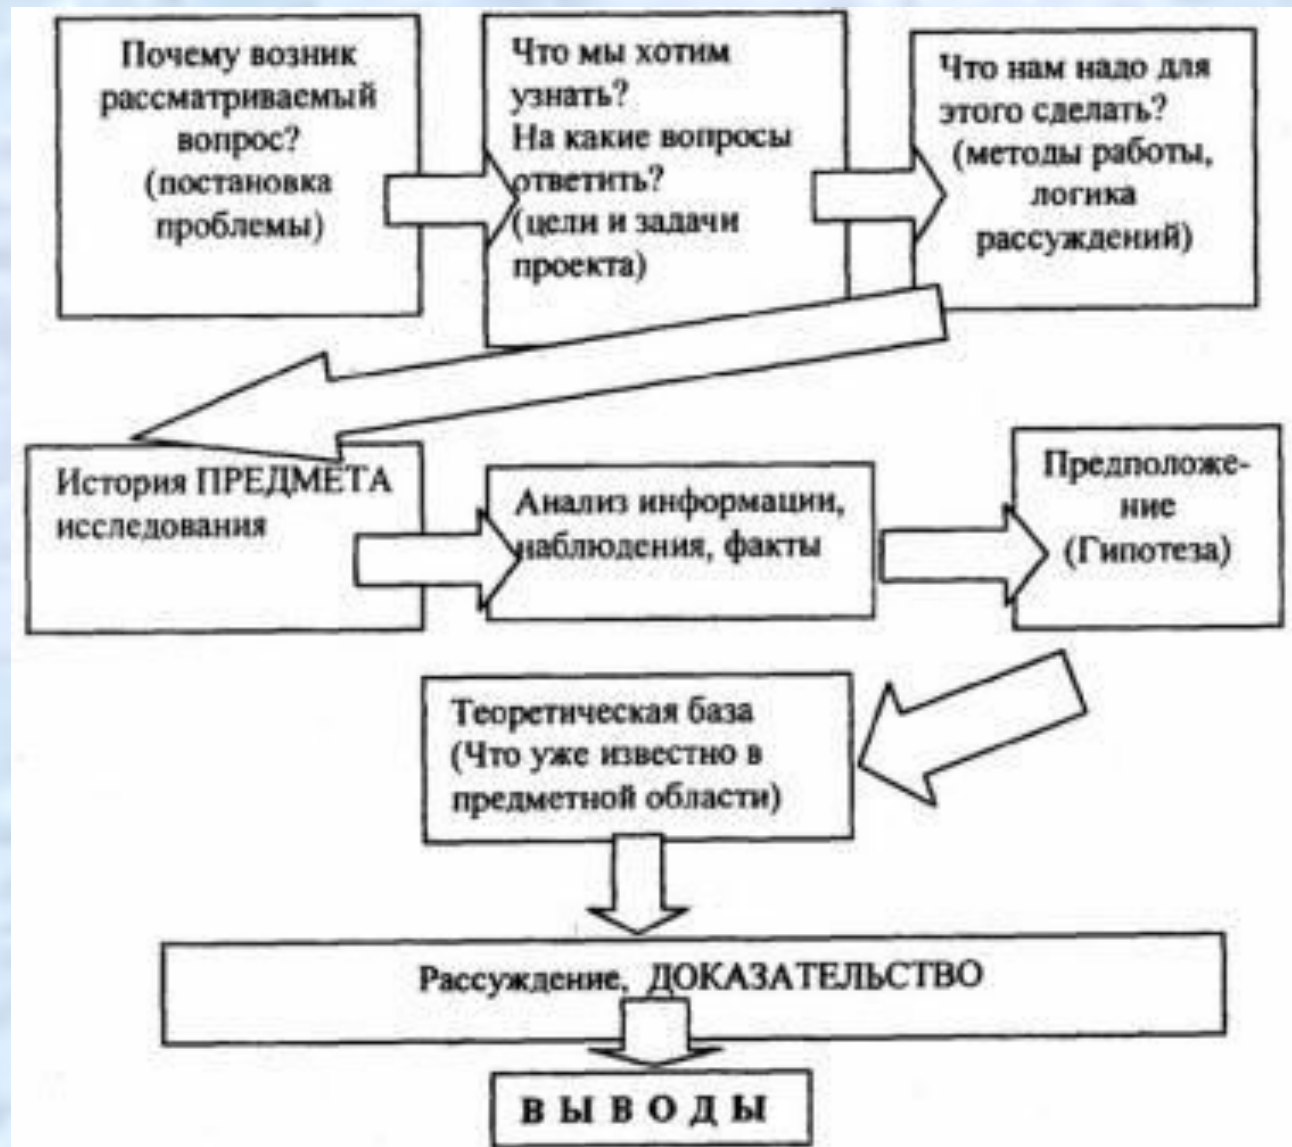 Почему возник
рассматриваемый
вопрос?
(постановка
проблемы)
Что мы хотим
узнать?
На какие вопросы
ответить?
(цели и задачи
проекта)
Что нам надо для
этого сделать?
(методы работы,
логика
рассуждений)
История ПРЕДМЕТА
исследования
Анализ информации,
наблюдения, факты
Предположе-
ние
(Гипотеза)
Теоретическая база
(Что уже известно в
предметной области)
Рассуждение, ДОКАЗАТЕЛЬСТВО
В Ы В О Д Ы